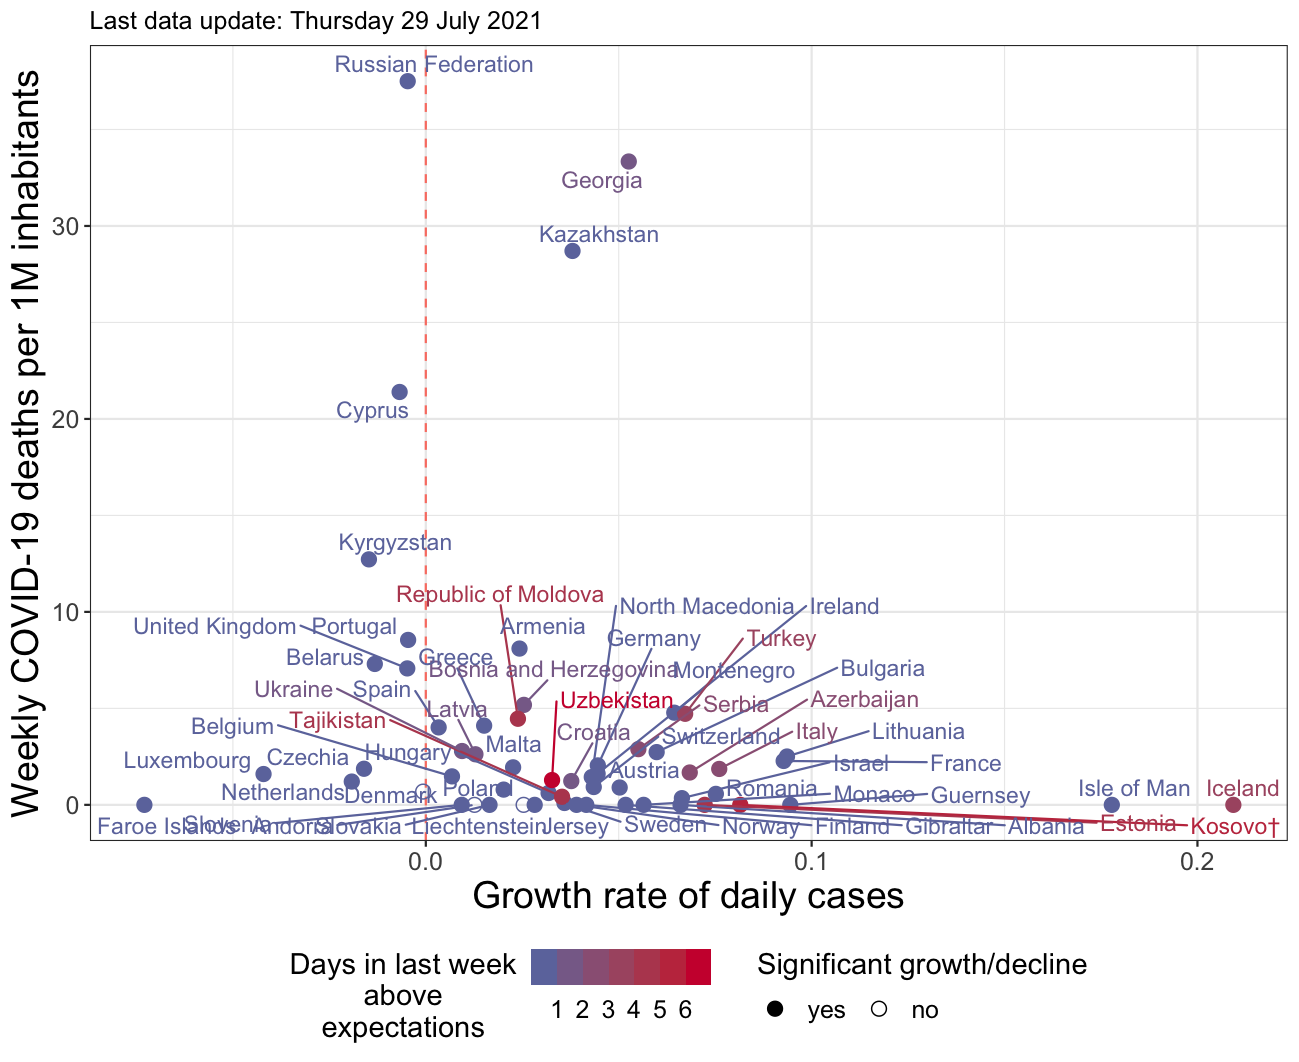 Last data update: Thursday 29 July 2021
Weekly COVID-19 deaths per 1M inhabitants
30
20
10
0
Russian Federation
Georgia
Kazakhstan
Cyprus
Kyrgyzstan
Republic of Moldova
North Macedonia
Ireland
United Kingdom
Portugal
Armenia
Germany
Turkey
Belarus
Greece
Bosnia and Herzegovina
Montenegro
Bulgaria
Ukraine
Spain
Uzbekistan
Serbia
Azerbaijan
Belgium
Tajikistan
Latvia
Croatia
Switzerland
Italy
Lithuania
Luxembourg
Czechia
Hungary
Malta
Austria
Israel
France
Netherlands
Denmark
Poland
Romania
Monaco
Guernsey
Isle of Man
Iceland
Faroe Islands
Slovenia
Andorra
Slovakia
Liechtenstein
Jersey
Sweden
Norway
Finland
Gibraltar
Albania
Estonia
Kosovo†
0.0
0.1
0.2
Growth rate of daily cases
Days in last week
above
expectations
1 2 3 4 5 6
Significant growth/decline
yes
no